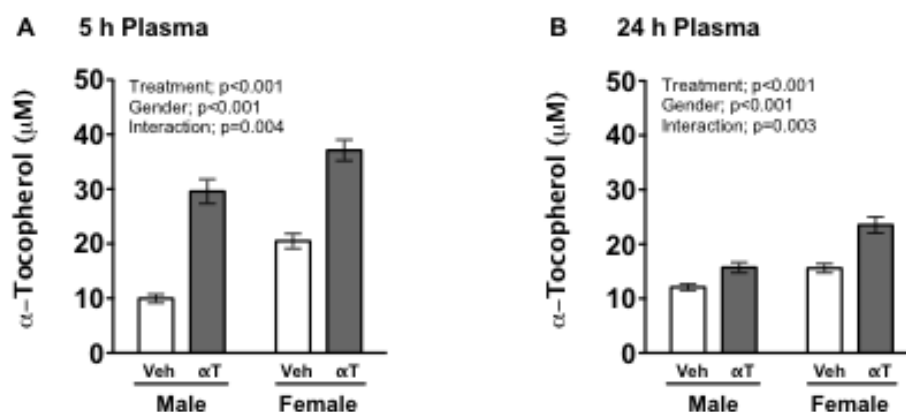 A 5 h Plasma
α–Tocopherol (μM)
50
40
30
20
10
0
Treatment; p<0.001
Gender; p<0.001
Interaction; p=0.004
Veh αT Veh αT
Male Female
B 24 h Plasma
α–Tocopherol (μM)
50
40
30
20
10
0
Treatment; p<0.001
Gender; p<0.001
Interaction; p=0.003
Veh αT Veh αT
Male Female